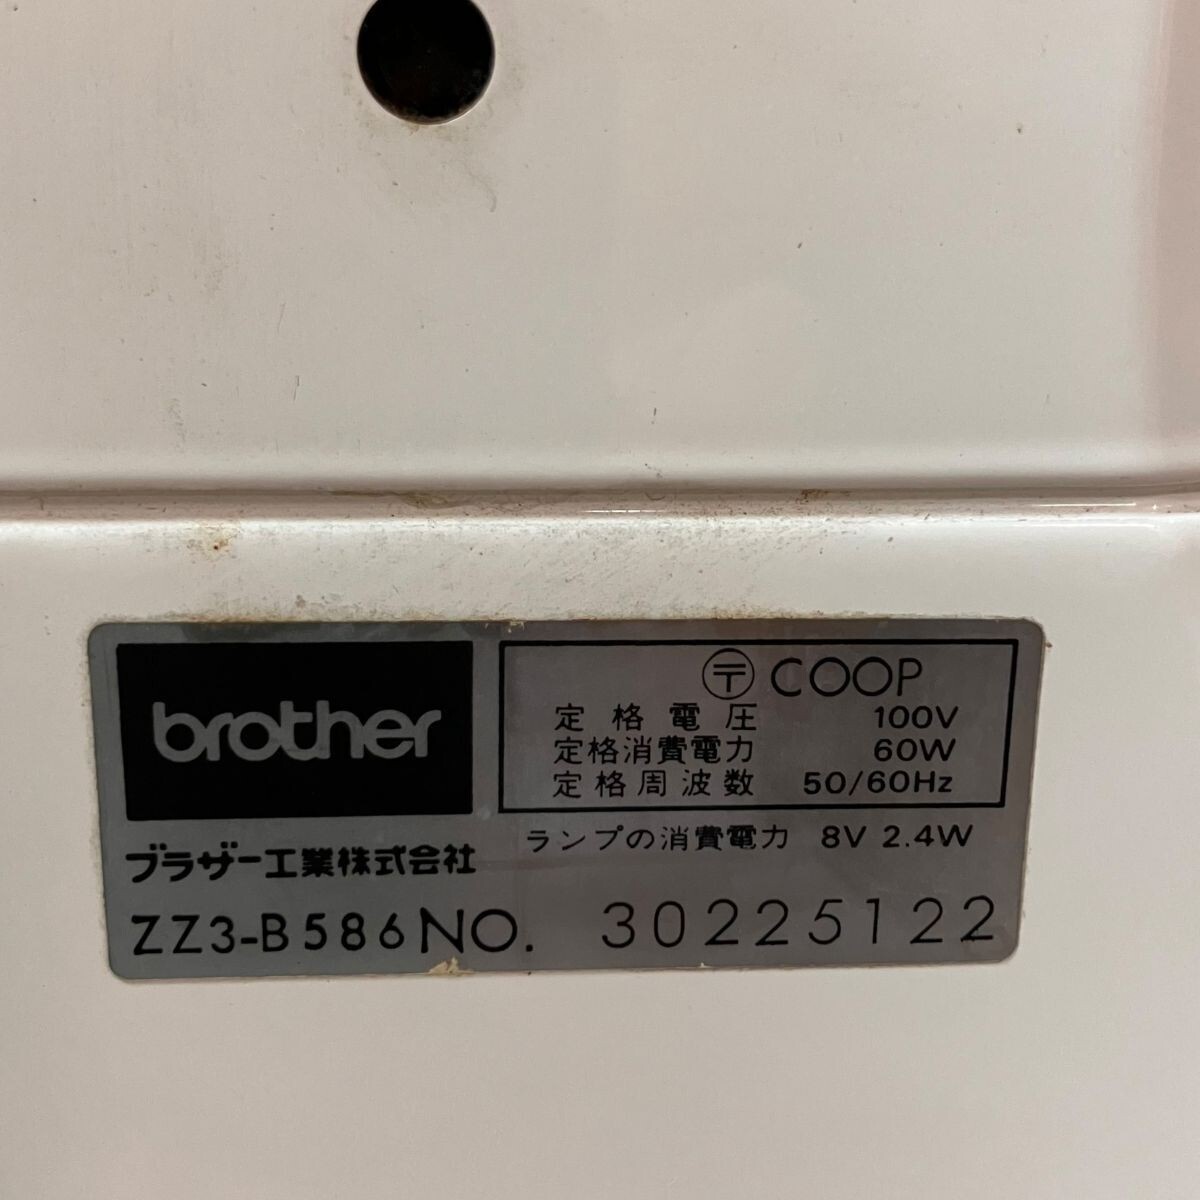 brother
ブラザー工業株式会社
ZZ3-B586 NO. 30225122
〶 COOP
定格電圧 100V
定格消費電力 60W
定格周波数 50/60Hz
ランプの消費電力 8V 2.4W